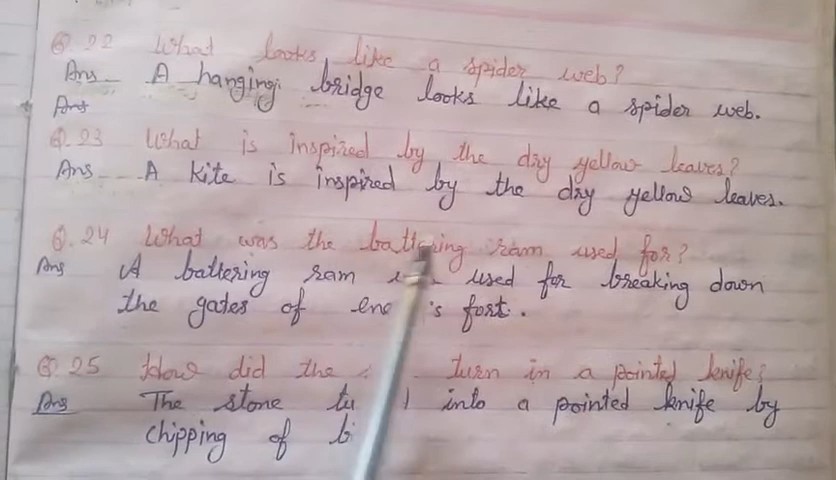 Q.22 What looks like a spider web?
Ans A hanging bridge looks like a spider web.
Ans
Q.23 What is inspired by the dry yellow leaves?
Ans A kite is inspired by the dry yellow leaves.
Q.24 What was the battering ram used for?
Ans A battering ram used for breaking down
the gates of fort.
Q.25 How did the turn in a pointed knife?
Ans The stone into a pointed knife by
chipping of